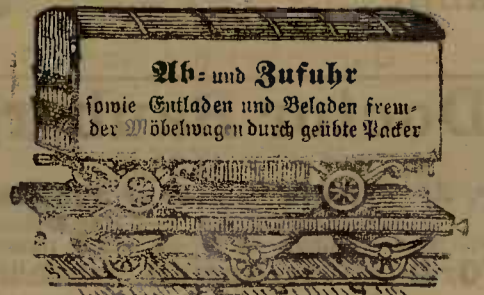 Ab- und Zufuhr
sowie Entladen und Beladen frem-
der Möbelwagen durch geübte Packer